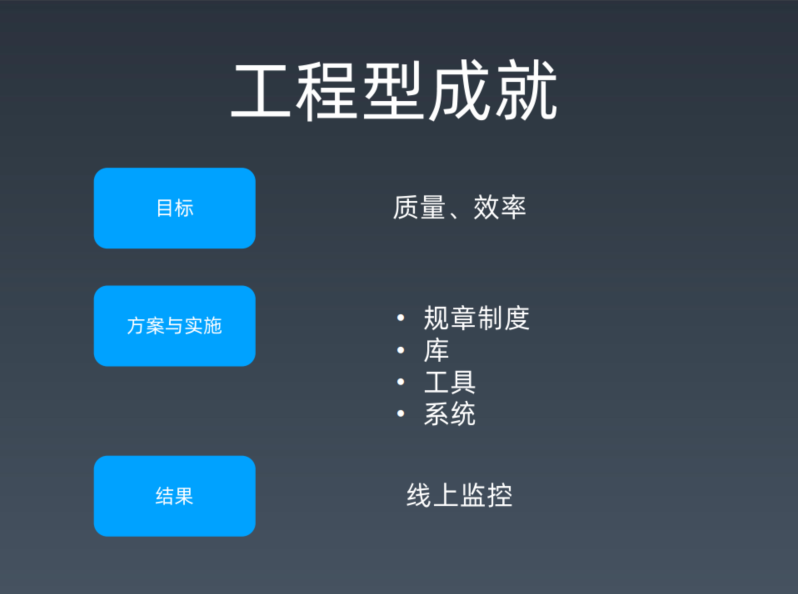 工程型成就
目标
质量、效率
方案与实施
• 规章制度
• 库
• 工具
• 系统
结果
线上监控